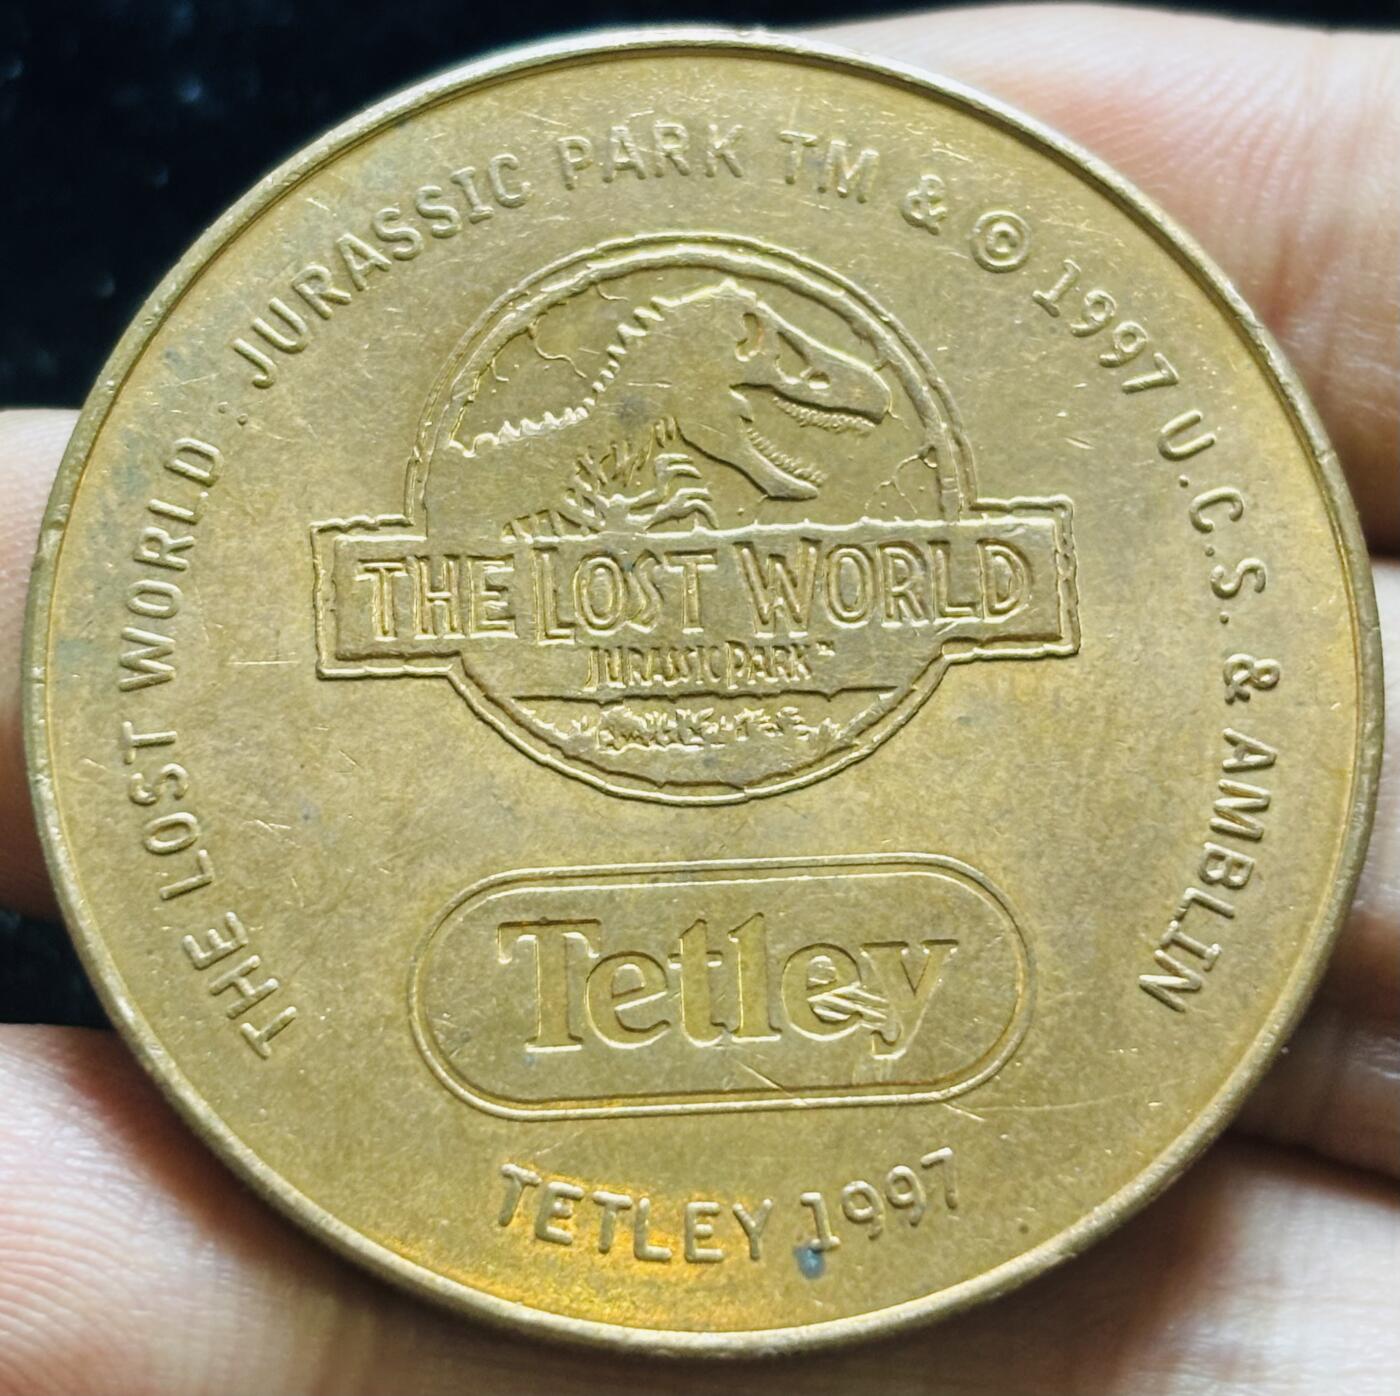 THE LOST WORLD : JURASSIC PARK TM & © 1997 U.C.S. & AMBLIN
THE LOST WORLD
JURASSIC PARK™
Tetley
TETLEY 1997